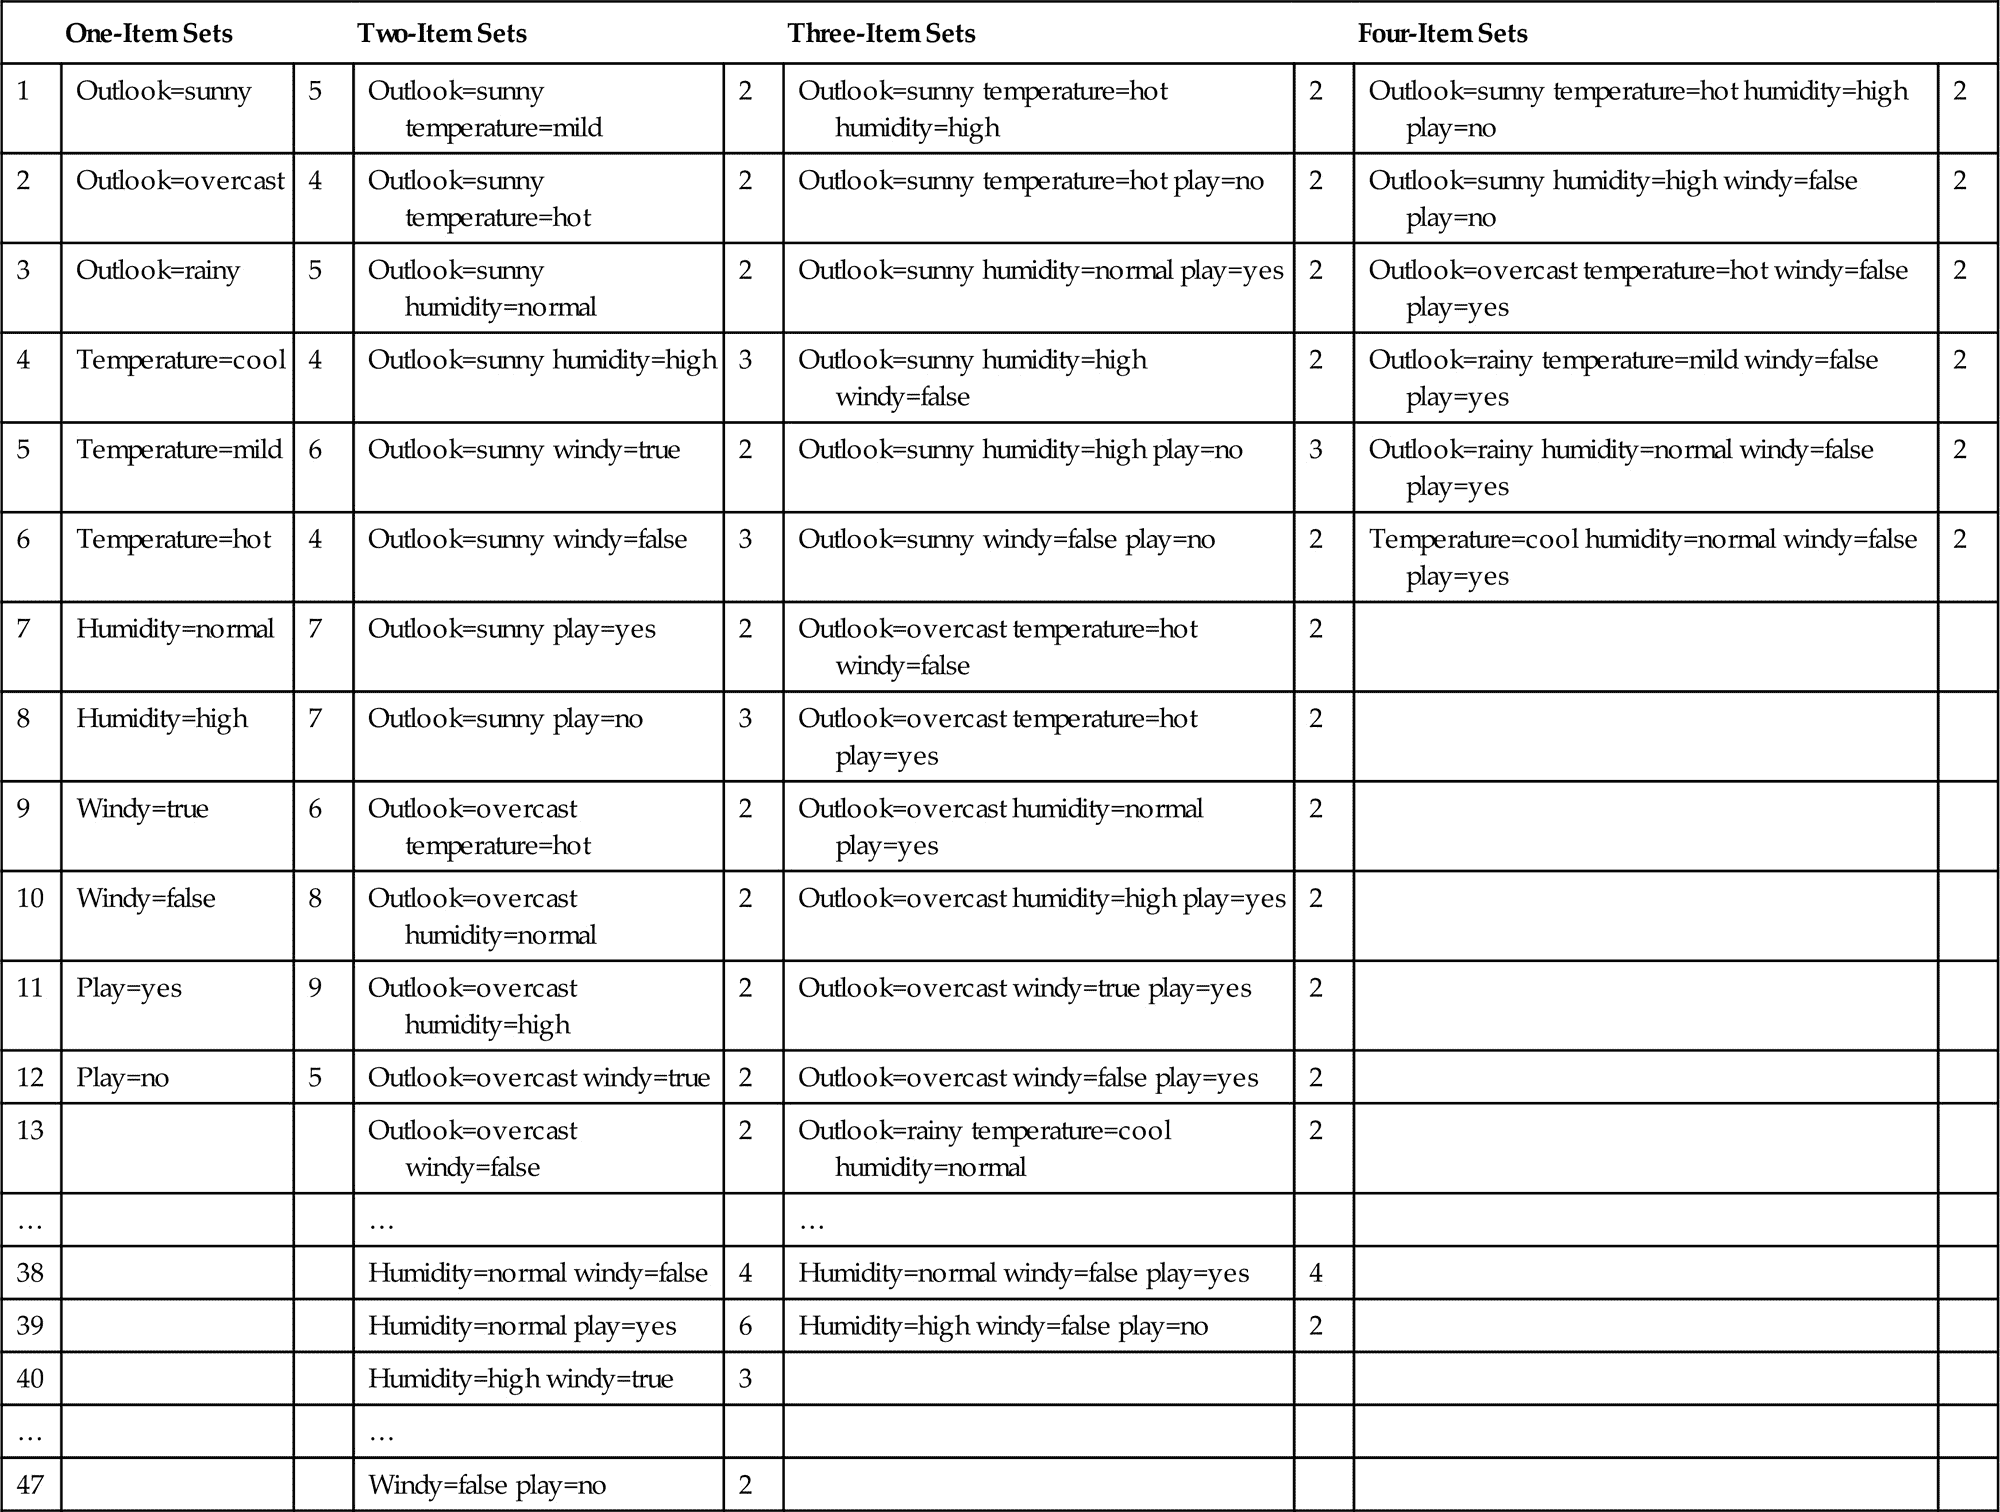 One-Item Sets Two-Item Sets Three-Item Sets Four-Item Sets
1 Outlook=sunny 5 Outlook=sunny 2 Outlook=sunny temperature=hot 2 Outlook=sunny temperature=hot humidity=high 2
temperature=mild humidity=high play=no
2 Outlook=overcast 4 Outlook=sunny 2 Outlook=sunny temperature=hot play=no 2 Outlook=sunny humidity=high windy=false 2
temperature=hot play=no
3 Outlook=rainy 5 Outlook=sunny 2 Outlook=sunny humidity=normal play=yes 2 Outlook=overcast temperature=hot windy=false 2
humidity=normal play=yes
4 Temperature=cool 4 Outlook=sunny humidity=high 3 Outlook=sunny humidity=high 2 Outlook=rainy temperature=mild windy=false 2
windy=false play=yes
5 Temperature=mild 6 Outlook=sunny windy=true 2 Outlook=sunny humidity=high play=no 3 Outlook=rainy humidity=normal windy=false 2
play=yes
6 Temperature=hot 4 Outlook=sunny windy=false 3 Outlook=sunny windy=false play=no 2 Temperature=cool humidity=normal windy=false 2
play=yes
7 Humidity=normal 7 Outlook=sunny play=yes 2 Outlook=overcast temperature=hot 2
windy=false
8 Humidity=high 7 Outlook=sunny play=no 3 Outlook=overcast temperature=hot 2
play=yes
9 Windy=true 6 Outlook=overcast 2 Outlook=overcast humidity=normal 2
temperature=hot play=yes
10 Windy=false 8 Outlook=overcast 2 Outlook=overcast humidity=high play=yes 2
humidity=normal
11 Play=yes 9 Outlook=overcast 2 Outlook=overcast windy=true play=yes 2
humidity=high
12 Play=no 5 Outlook=overcast windy=true 2 Outlook=overcast windy=false play=yes 2
13 Outlook=overcast 2 Outlook=rainy temperature=cool 2
windy=false humidity=normal
… … …
38 Humidity=normal windy=false 4 Humidity=normal windy=false play=yes 4
39 Humidity=normal play=yes 6 Humidity=high windy=false play=no 2
40 Humidity=high windy=true 3
… …
47 Windy=false play=no 2